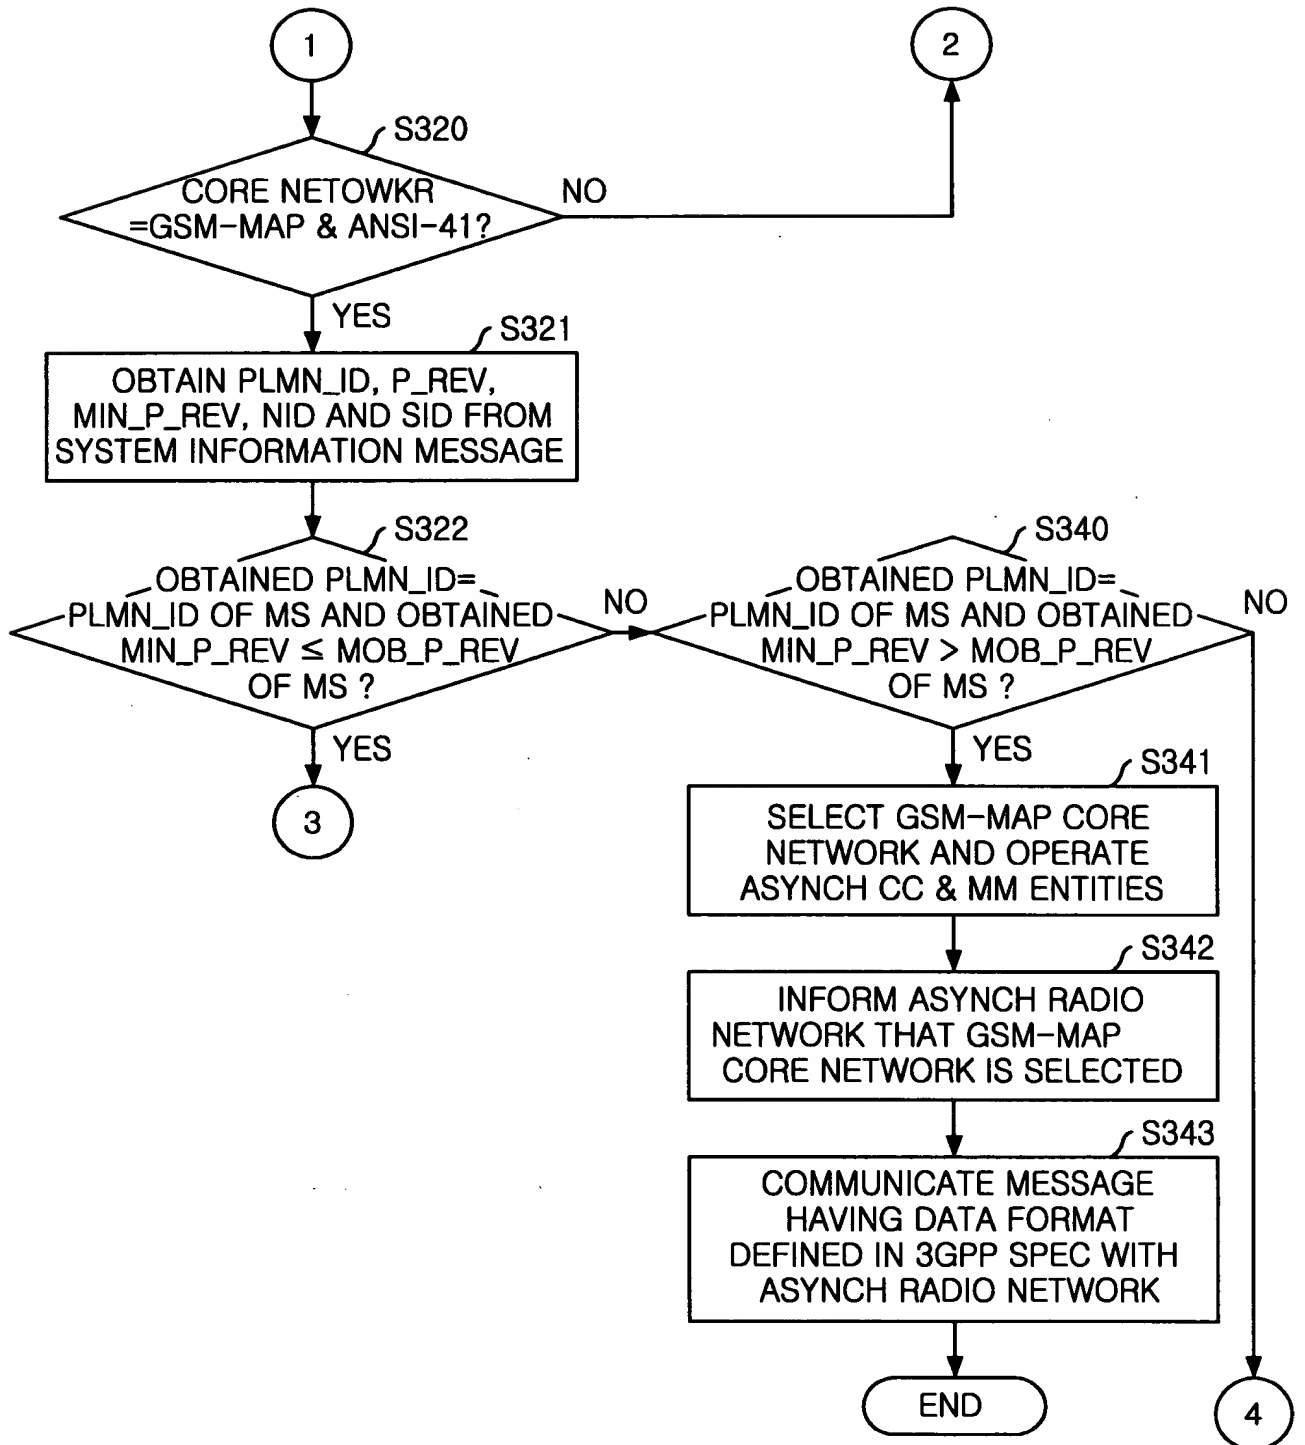 1
2
S320
CORE NETOWKR
=GSM-MAP & ANSI-41?
NO
YES
S321
OBTAIN PLMN_ID, P_REV,
MIN_P_REV, NID AND SID FROM
SYSTEM INFORMATION MESSAGE
S322
OBTAINED PLMN_ID=
PLMN_ID OF MS AND OBTAINED
MIN_P_REV ≤ MOB_P_REV
OF MS ?
NO
YES
3
S340
OBTAINED PLMN_ID=
PLMN_ID OF MS AND OBTAINED
MIN_P_REV > MOB_P_REV
OF MS ?
NO
YES
S341
SELECT GSM-MAP CORE
NETWORK AND OPERATE
ASYNCH CC & MM ENTITIES
S342
INFORM ASYNCH RADIO
NETWORK THAT GSM-MAP
CORE NETWORK IS SELECTED
S343
COMMUNICATE MESSAGE
HAVING DATA FORMAT
DEFINED IN 3GPP SPEC WITH
ASYNCH RADIO NETWORK
END
4